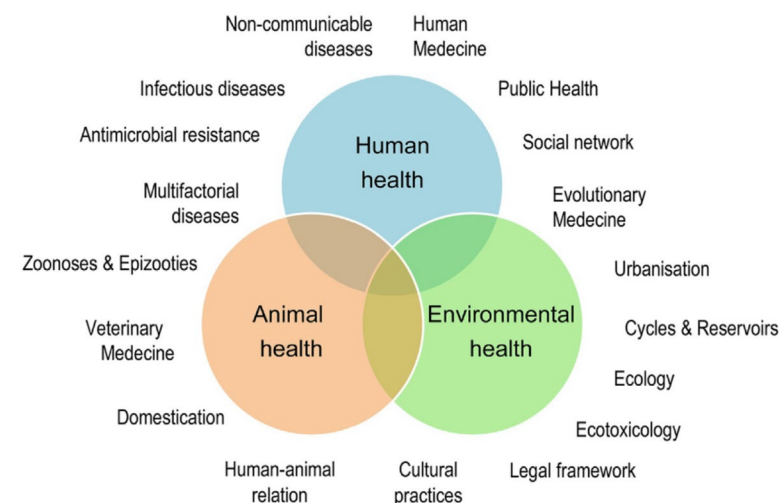 Non-communicable
diseases
Human
Medecine
Infectious diseases
Public Health
Antimicrobial resistance
Social network
Human
health
Multifactorial
diseases
Evolutionary
Medecine
Zoonoses & Epizooties
Urbanisation
Animal
health
Environmental
health
Veterinary
Medecine
Cycles & Reservoirs
Ecology
Domestication
Ecotoxicology
Human-animal
relation
Cultural
practices
Legal framework